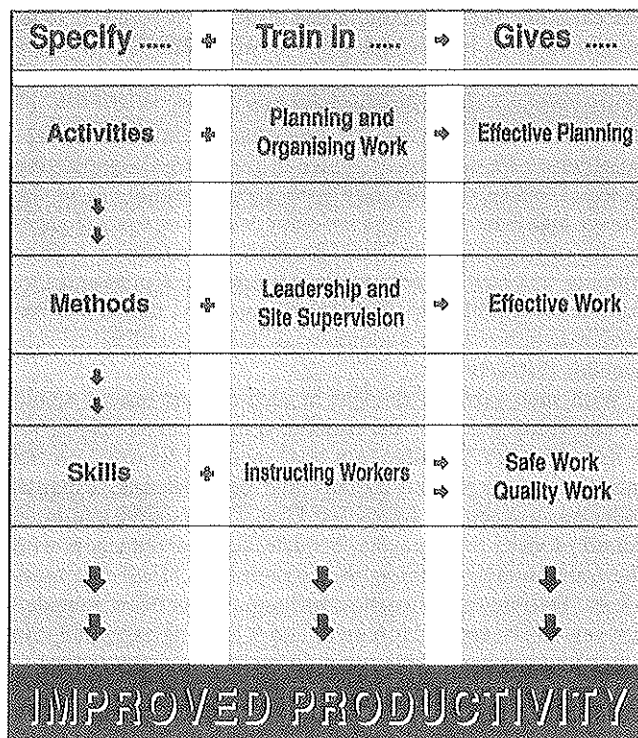 Specify ..... + Train In ..... ⇨ Gives .....
Activities + Planning and Organising Work ⇨ Effective Planning
Methods + Leadership and Site Supervision ⇨ Effective Work
Skills + Instructing Workers ⇨ Safe Work
⇨ Quality Work
IMPROVED PRODUCTIVITY